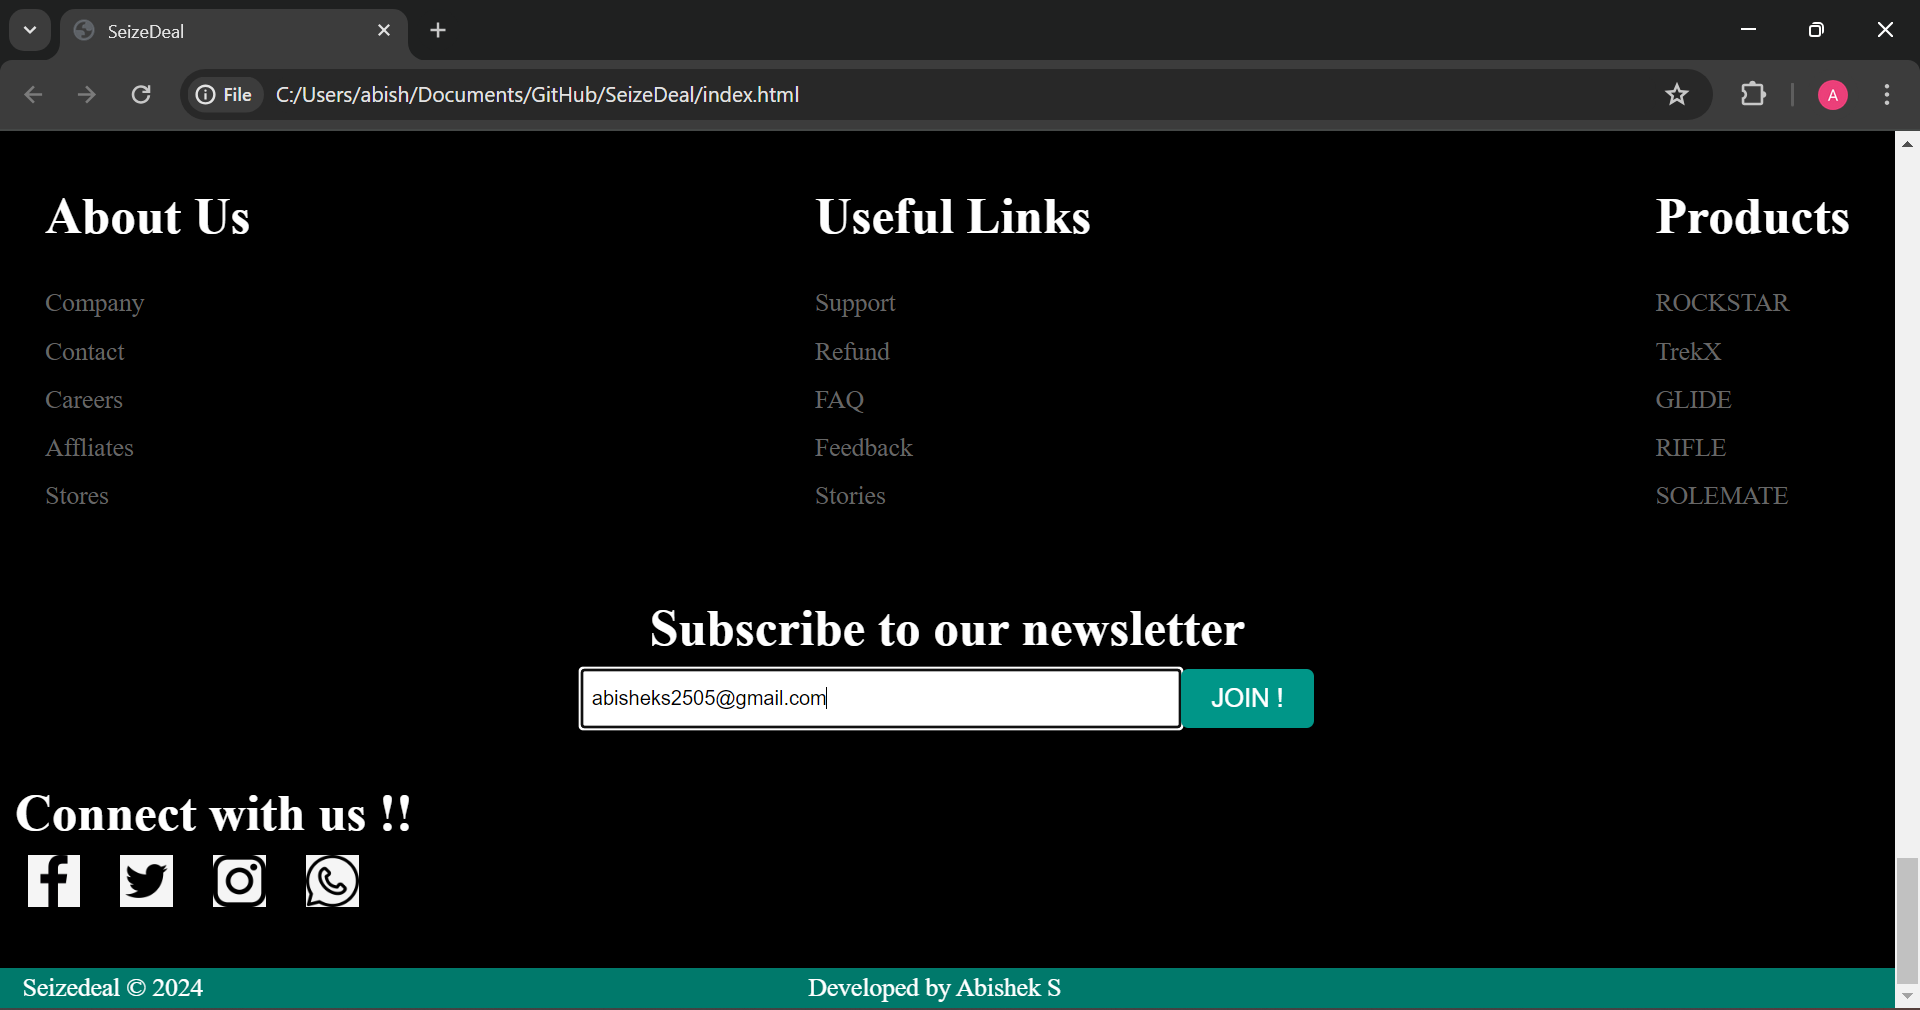 SeizeDeal
File
C:/Users/abish/Documents/GitHub/SeizeDeal/index.html
A
About Us
Company
Contact
Careers
Affliates
Stores
Useful Links
Support
Refund
FAQ
Feedback
Stories
Products
ROCKSTAR
TrekX
GLIDE
RIFLE
SOLEMATE
Subscribe to our newsletter
abisheks2505@gmail.com
JOIN !
Connect with us !!
Seizedeal © 2024
Developed by Abishek S